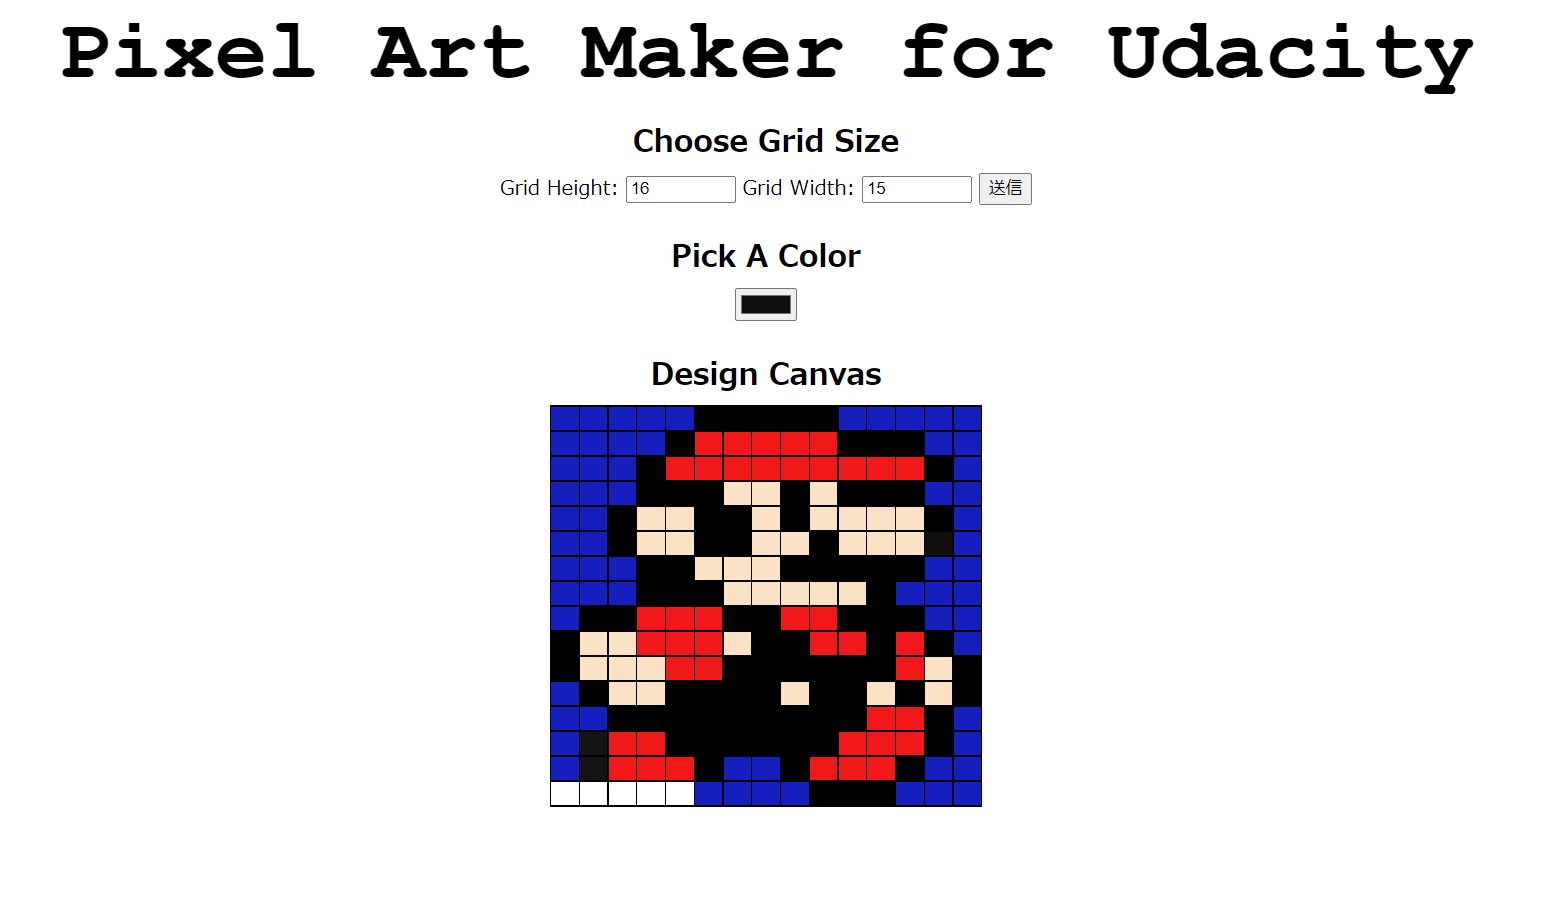 Pixel Art Maker for Udacity
Choose Grid Size
Grid Height: 16 Grid Width: 15 送信
Pick A Color
Design Canvas